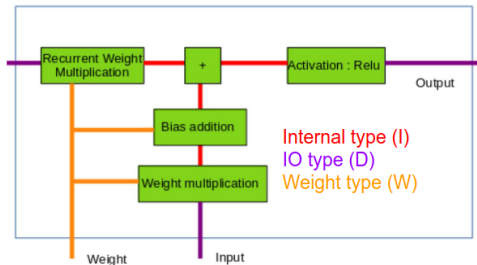 Recurrent Weight
Multiplication
+
Activation : Relu
Output
Bias addition
Internal type (I)
IO type (D)
Weight type (W)
Weight multiplication
Weight
Input